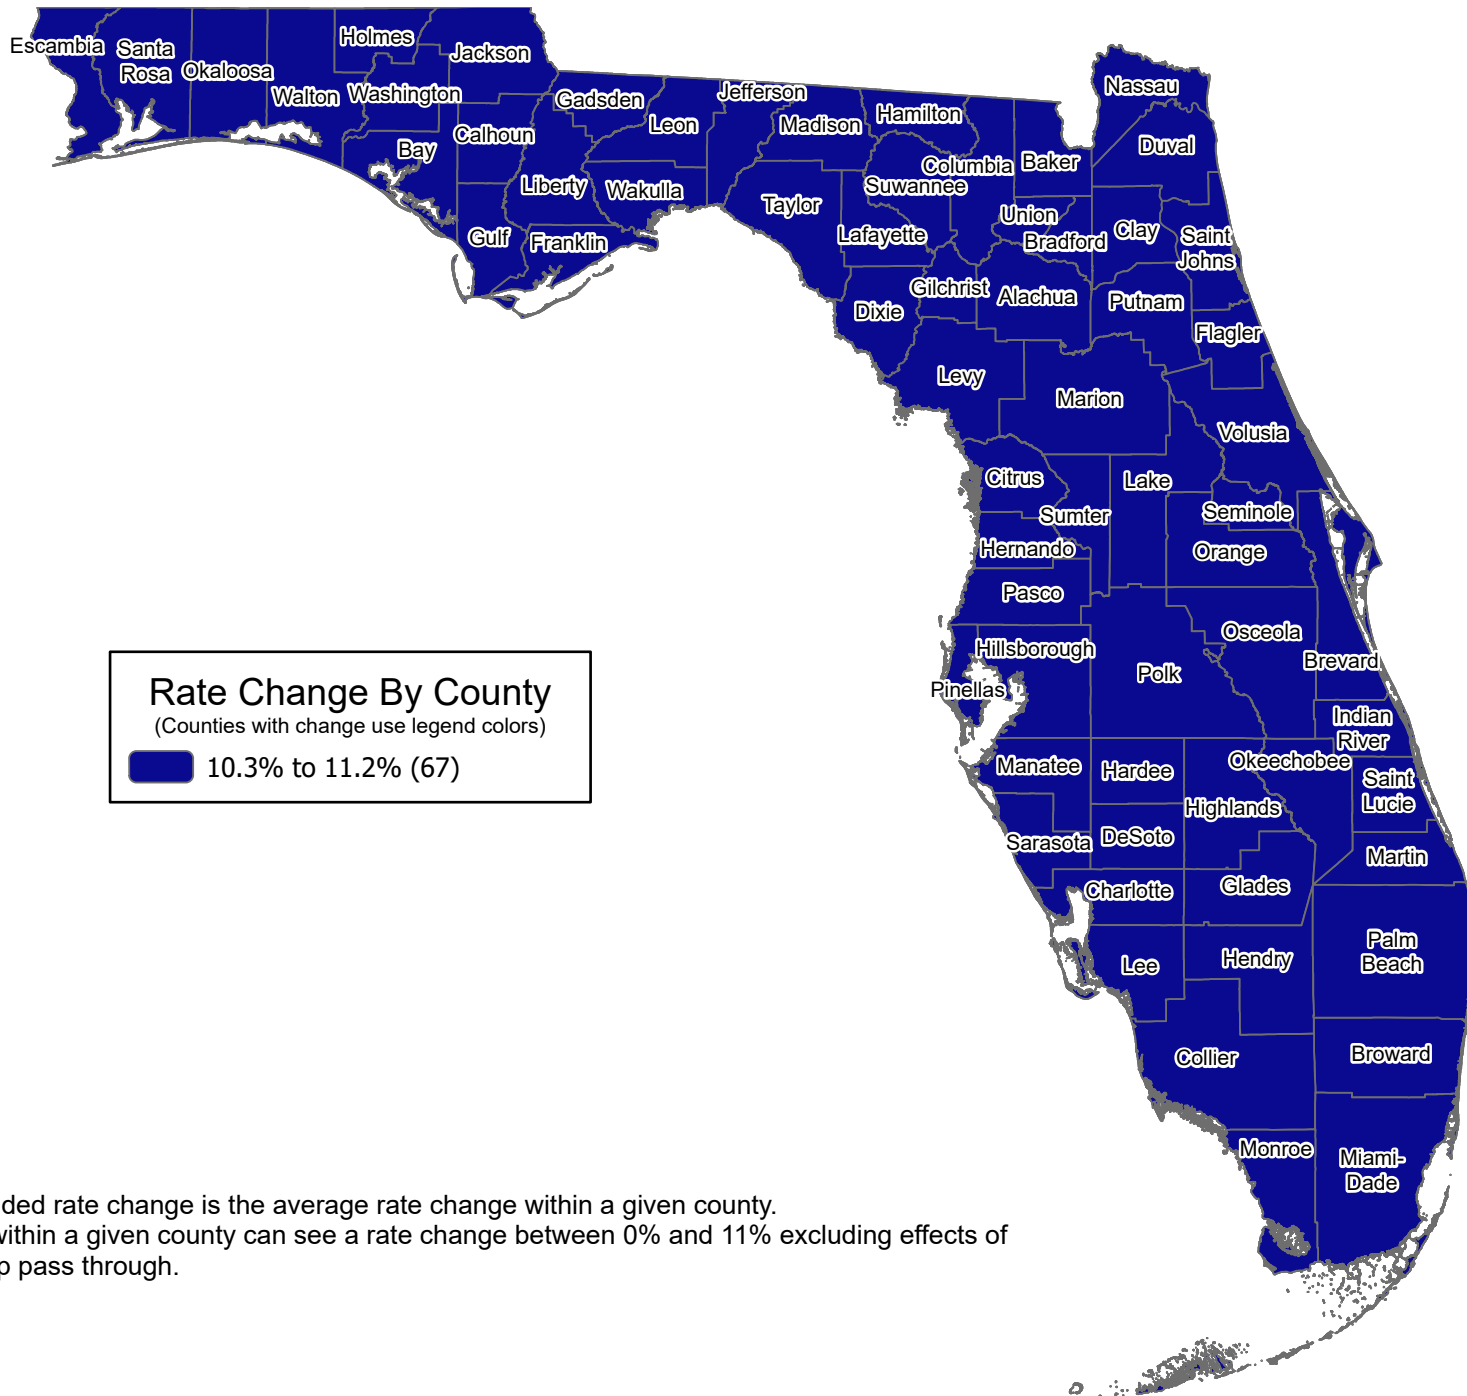 Escambia
Santa
Rosa
Okaloosa
Walton
Holmes
Washington
Jackson
Bay
Calhoun
Gulf
Liberty
Franklin
Gadsden
Leon
Wakulla
Jefferson
Madison
Taylor
Hamilton
Suwannee
Lafayette
Columbia
Dixie
Gilchrist
Baker
Union
Bradford
Alachua
Nassau
Duval
Clay
Saint
Johns
Putnam
Flagler
Levy
Marion
Volusia
Citrus
Sumter
Lake
Seminole
Hernando
Orange
Pasco
Osceola
Hillsborough
Polk
Brevard
Pinellas
Indian
River
Manatee
Hardee
Okeechobee
Highlands
Saint
Lucie
Sarasota
DeSoto
Martin
Charlotte
Glades
Lee
Hendry
Palm
Beach
Collier
Broward
Monroe
Miami-
Dade
Rate Change By County
(Counties with change use legend colors)
10.3% to 11.2% (67)
ded rate change is the average rate change within a given county.
within a given county can see a rate change between 0% and 11% excluding effects of
p pass through.